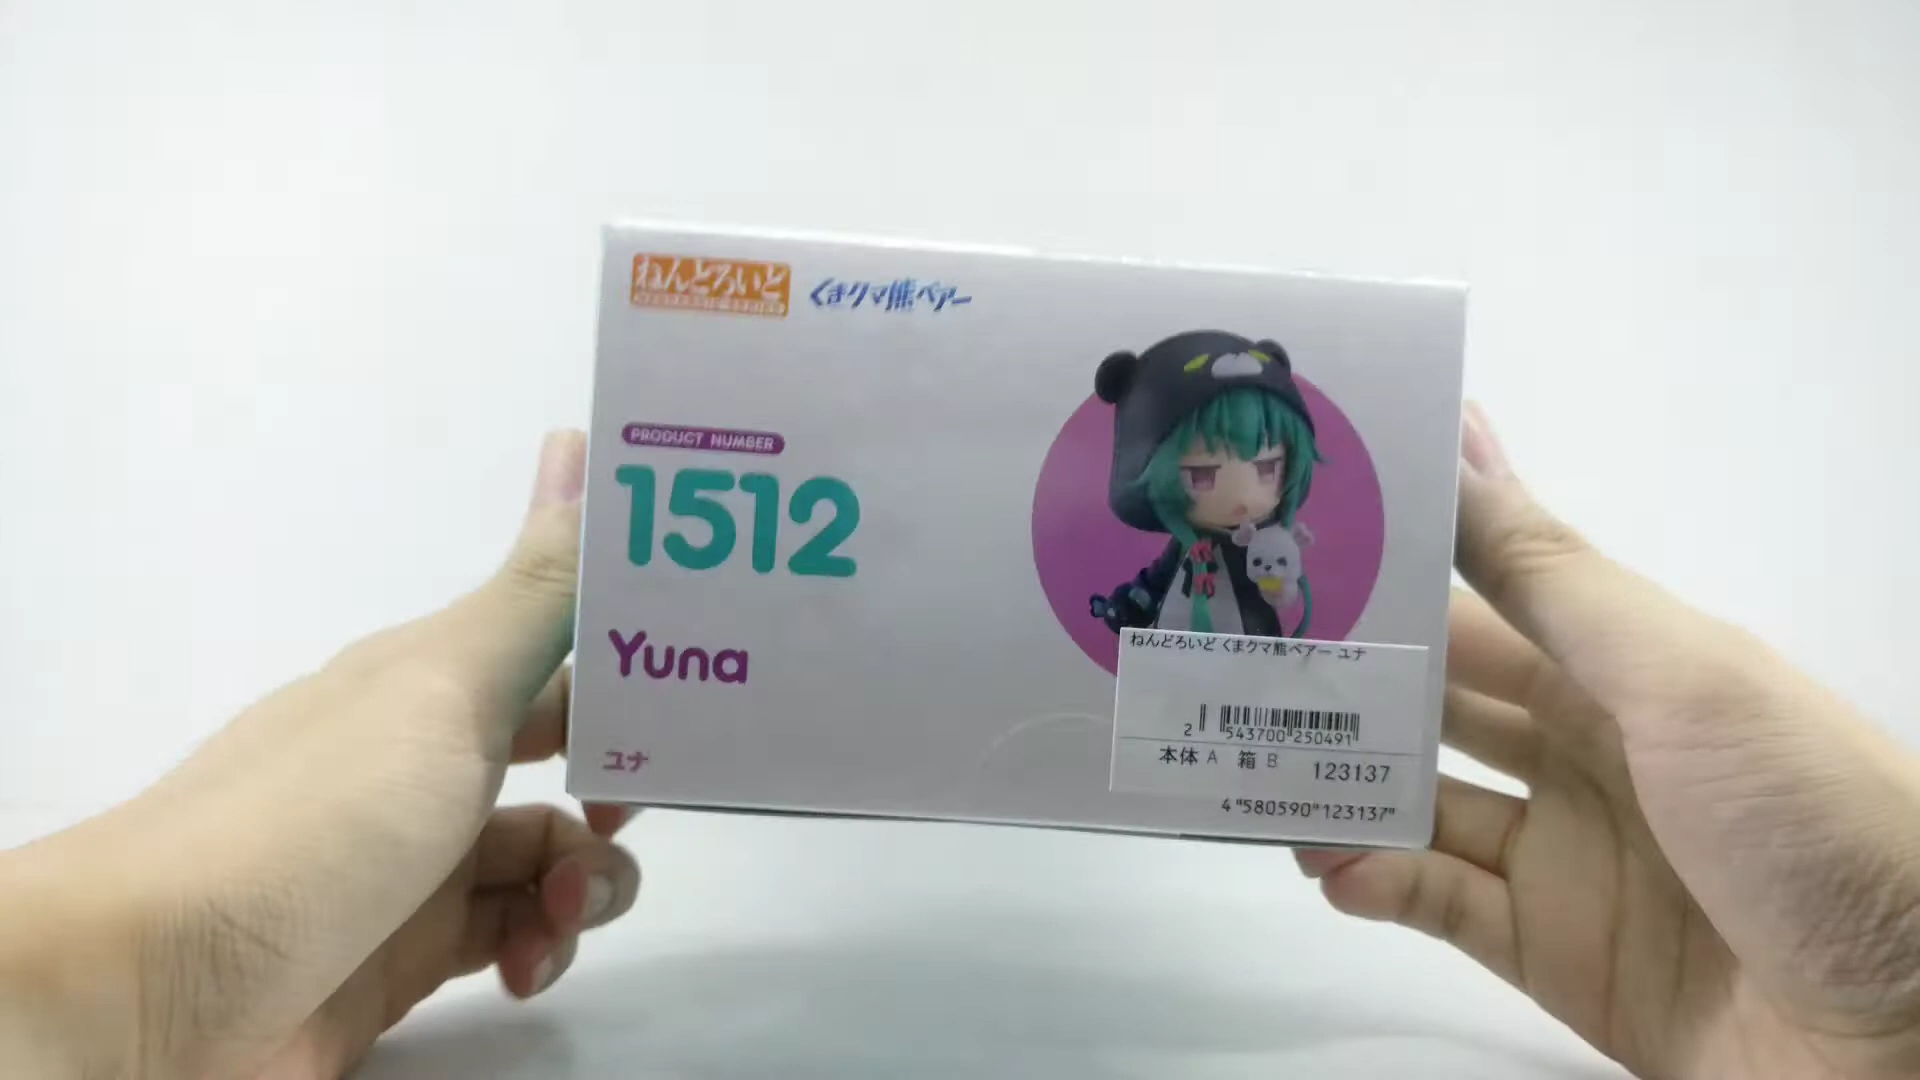 ねんどろいど
くまクマ熊ベアー
PRODUCT NUMBER
1512
Yuna
ユナ
ねんどろいど くまクマ熊ベアー ユナ
2 543700 250491
本体 A 箱 B 123137
4"580590"123137"